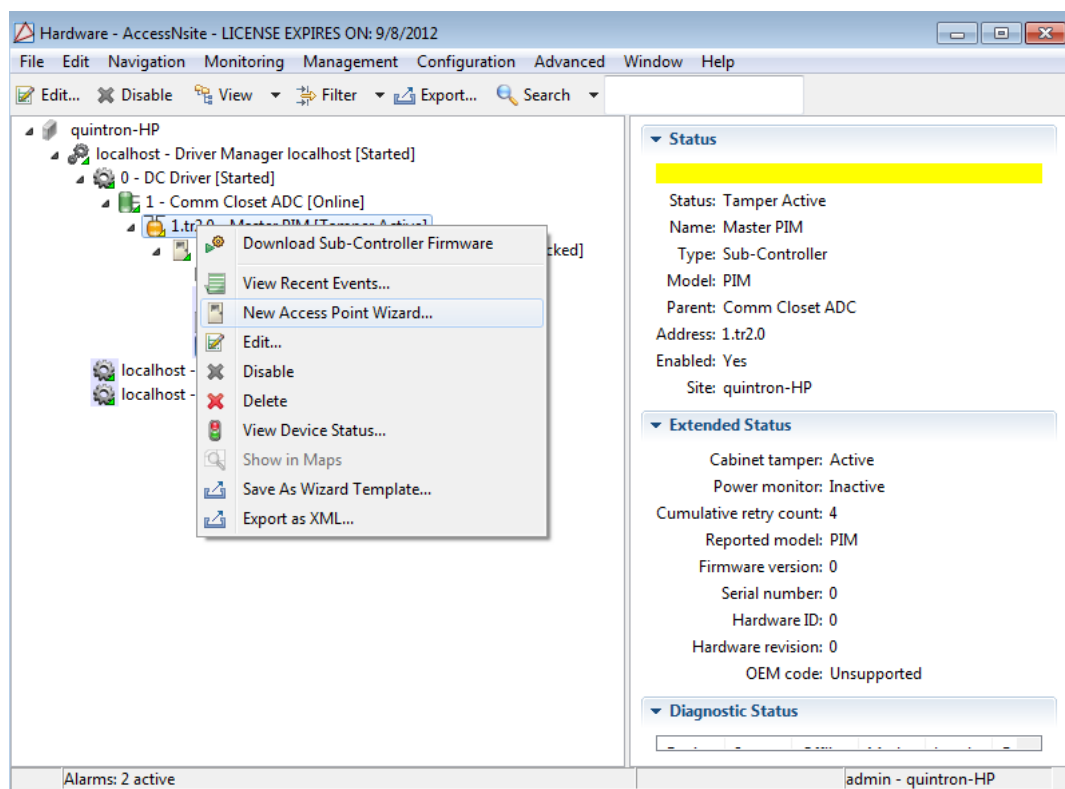 Hardware - AccessNsite - LICENSE EXPIRES ON: 9/8/2012
File Edit Navigation Monitoring Management Configuration Advanced Window Help
Edit... Disable View Filter Export... Search
quintron-HP
localhost - Driver Manager localhost [Started]
0 - DC Driver [Started]
1 - Comm Closet ADC [Online]
1.tr2.0 - Master PIM [Tamper Active]
cked]
localhost -
localhost -
Download Sub-Controller Firmware
View Recent Events...
New Access Point Wizard...
Edit...
Disable
Delete
View Device Status...
Show in Maps
Save As Wizard Template...
Export as XML...
Status
Status: Tamper Active
Name: Master PIM
Type: Sub-Controller
Model: PIM
Parent: Comm Closet ADC
Address: 1.tr2.0
Enabled: Yes
Site: quintron-HP
Extended Status
Cabinet tamper: Active
Power monitor: Inactive
Cumulative retry count: 4
Reported model: PIM
Firmware version: 0
Serial number: 0
Hardware ID: 0
Hardware revision: 0
OEM code: Unsupported
Diagnostic Status
Alarms: 2 active
admin - quintron-HP